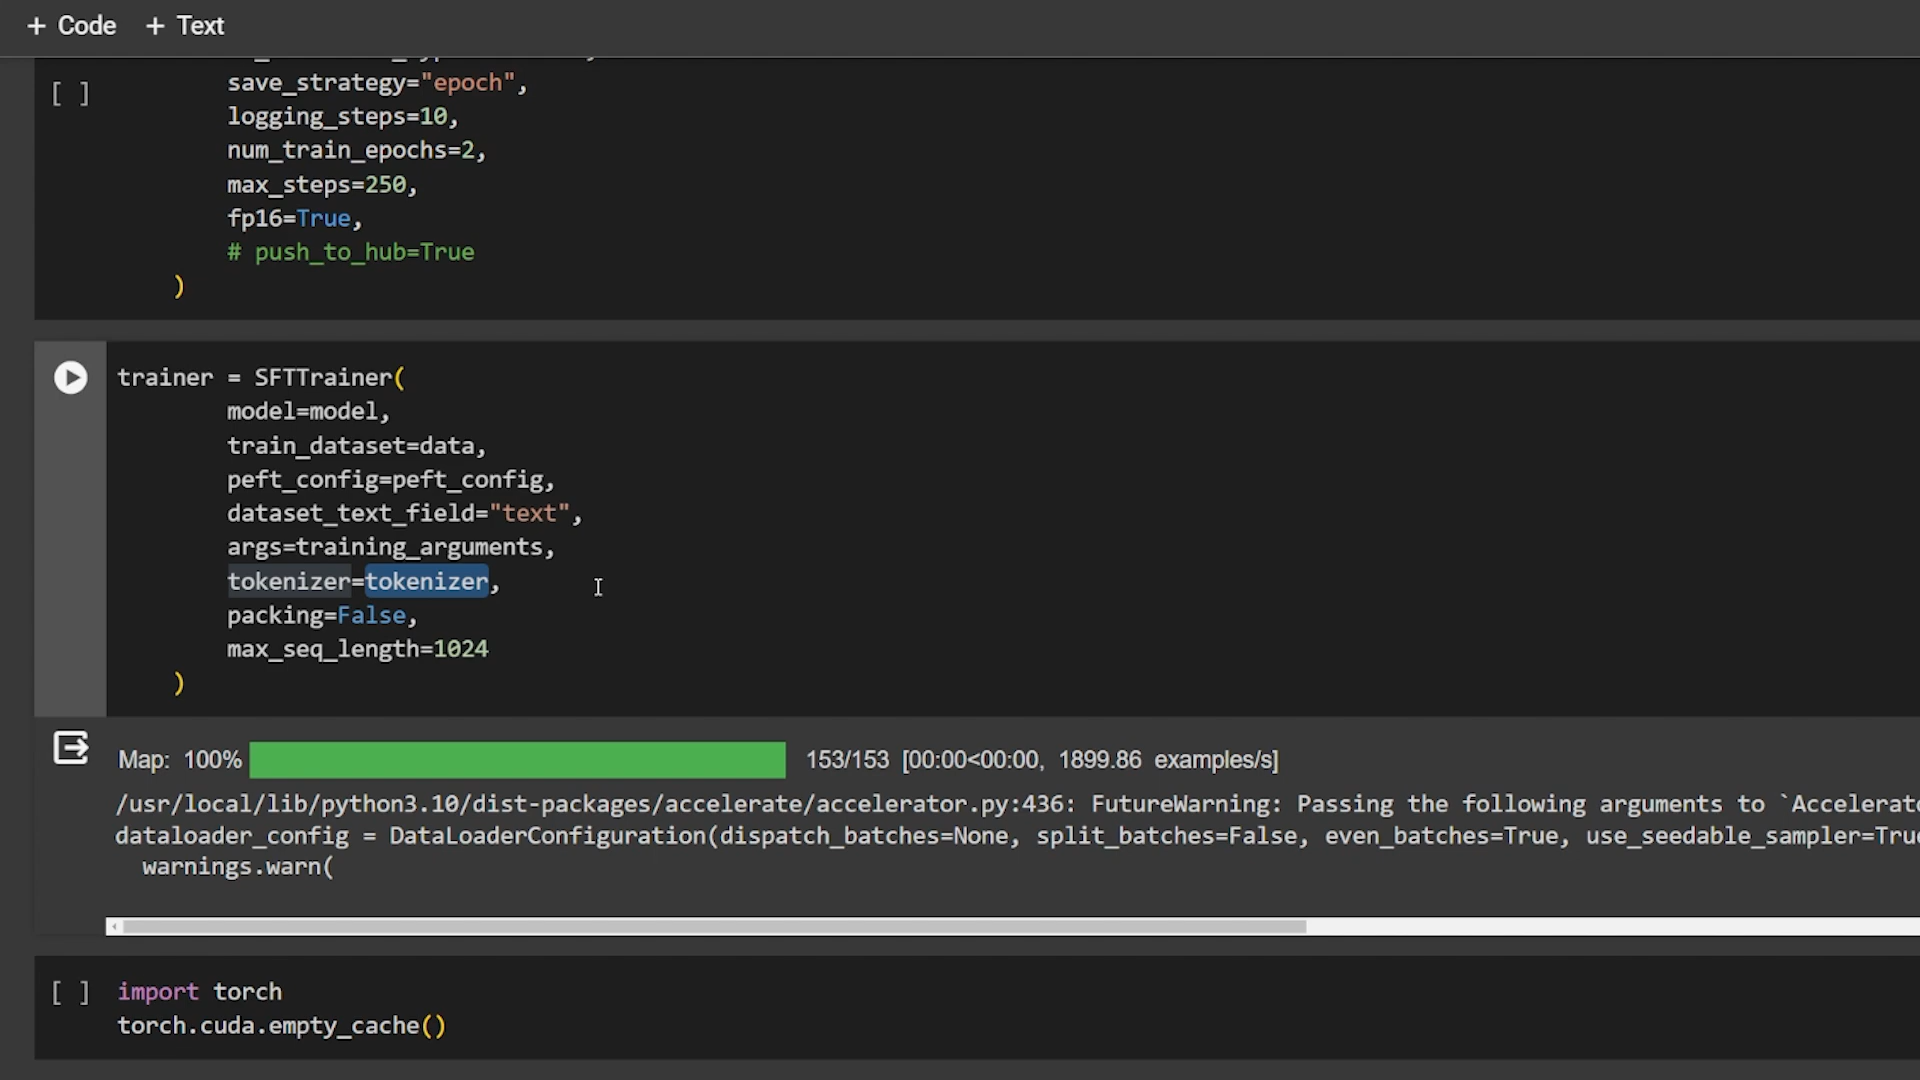 + Code + Text
[ ] save_strategy="epoch",
logging_steps=10,
num_train_epochs=2,
max_steps=250,
fp16=True,
# push_to_hub=True
)
trainer = SFTTrainer(
model=model,
train_dataset=data,
peft_config=peft_config,
dataset_text_field="text",
args=training_arguments,
tokenizer=tokenizer,
packing=False,
max_seq_length=1024
)
Map: 100% 153/153 [00:00<00:00, 1899.86 examples/s]
/usr/local/lib/python3.10/dist-packages/accelerate/accelerator.py:436: FutureWarning: Passing the following arguments to `Accelerato
dataloader_config = DataLoaderConfiguration(dispatch_batches=None, split_batches=False, even_batches=True, use_seedable_sampler=True
warnings.warn(
[ ] import torch
torch.cuda.empty_cache()